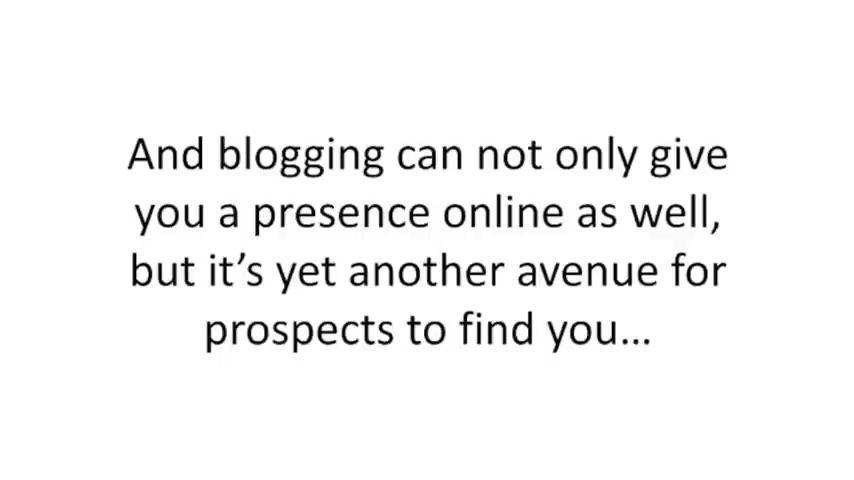 And blogging can not only give
you a presence online as well,
but it’s yet another avenue for
prospects to find you…